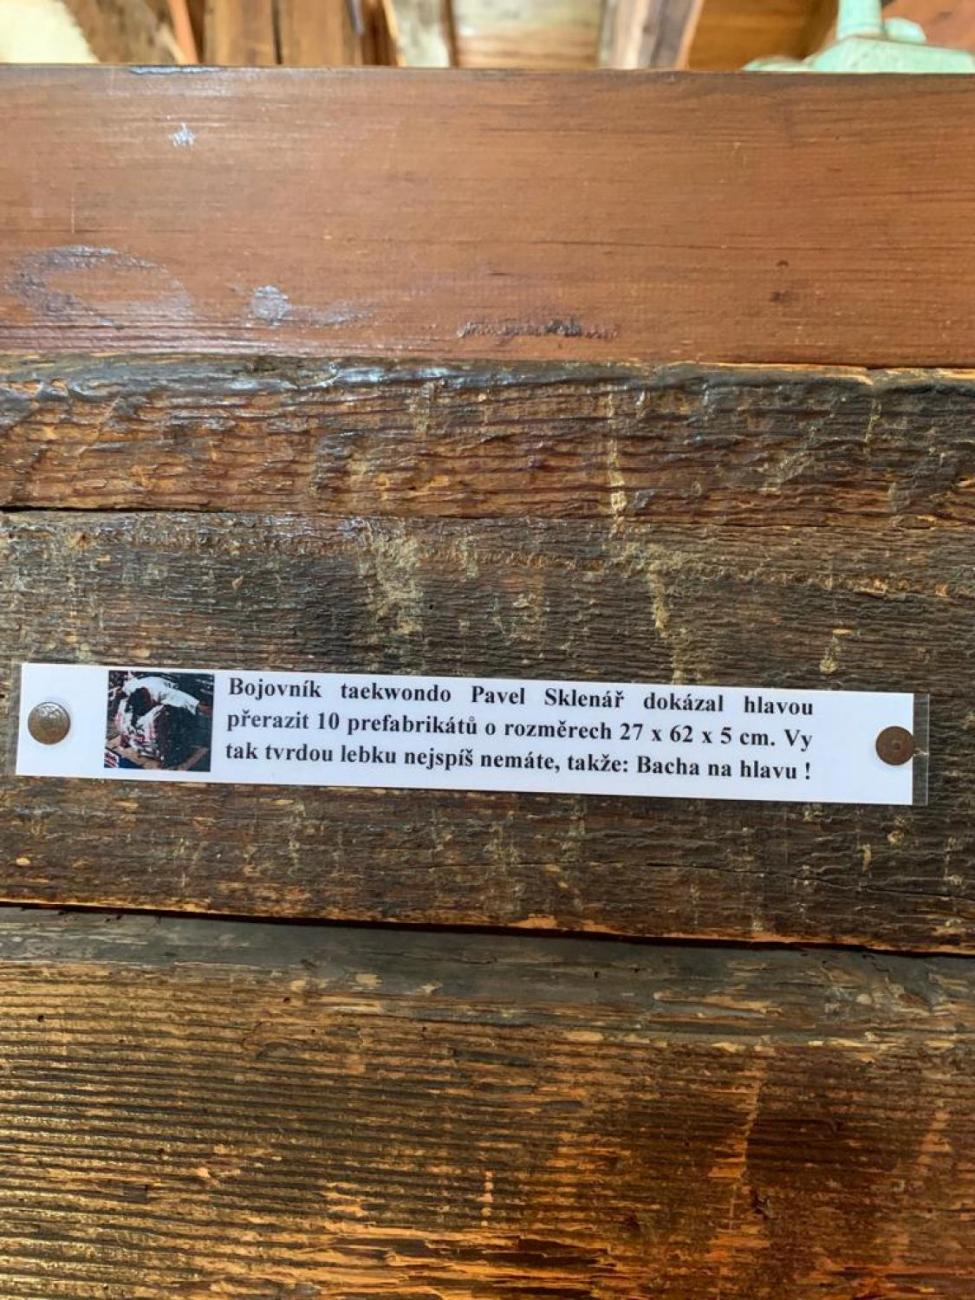 Bojovník taekwondo Pavel Sklenář dokázal hlavou
přerazit 10 prefabrikátů o rozměrech 27 x 62 x 5 cm. Vy
tak tvrdou lebku nejspíš nemáte, takže: Bacha na hlavu !